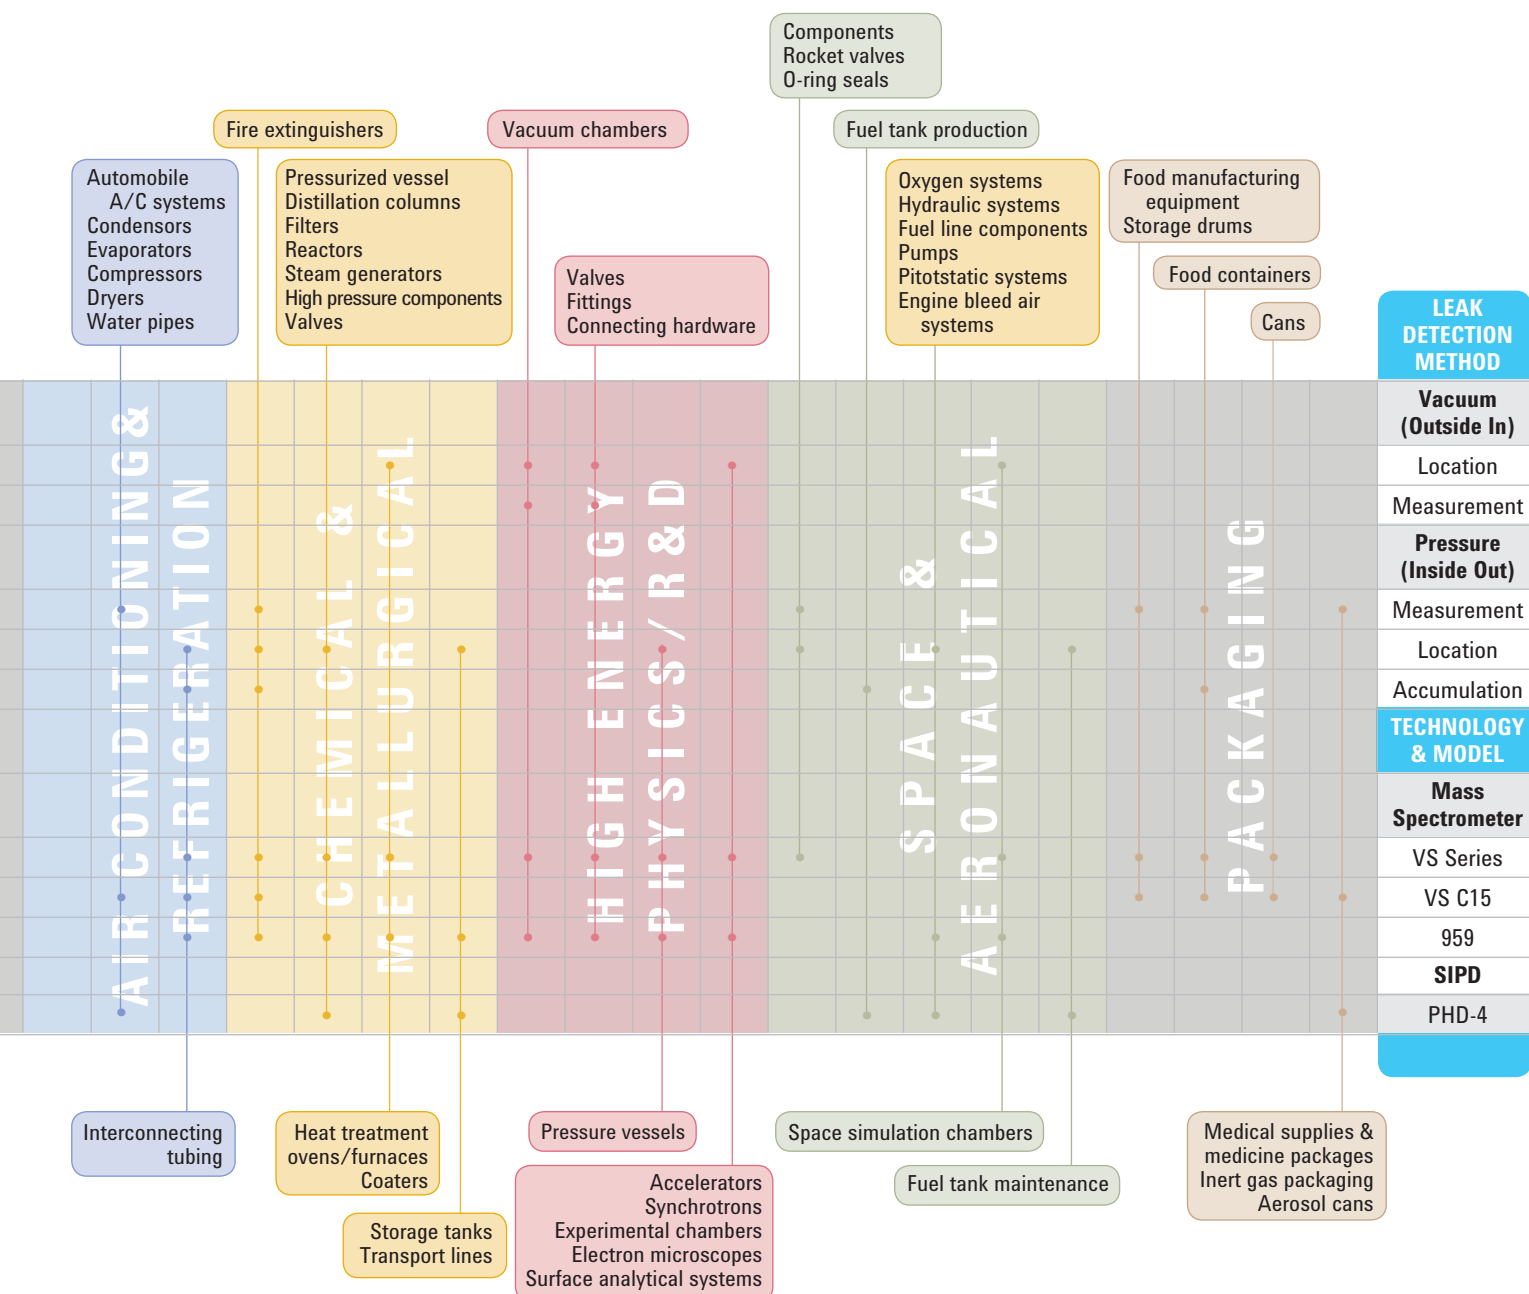 Components
Rocket valves
O-ring seals
Fire extinguishers
Vacuum chambers
Fuel tank production
Automobile
A/C systems
Condensors
Evaporators
Compressors
Dryers
Water pipes
Pressurized vessel
Distillation columns
Filters
Reactors
Steam generators
High pressure components
Valves
Valves
Fittings
Connecting hardware
Oxygen systems
Hydraulic systems
Fuel line components
Pumps
Pitotstatic systems
Engine bleed air
systems
Food manufacturing
equipment
Storage drums
Food containers
Cans
AIR CONDITIONING &
REFRIGERATION
CHEMICAL &
METALLURGICAL
HIGH ENERGY
PHYSICS/R&D
SPACE &
AERONAUTICAL
PACKAGING
LEAK
DETECTION
METHOD
Vacuum
(Outside In)
Location
Measurement
Pressure
(Inside Out)
Measurement
Location
Accumulation
TECHNOLOGY
& MODEL
Mass
Spectrometer
VS Series
VS C15
959
SIPD
PHD-4
Interconnecting
tubing
Heat treatment
ovens/furnaces
Coaters
Storage tanks
Transport lines
Pressure vessels
Accelerators
Synchrotrons
Experimental chambers
Electron microscopes
Surface analytical systems
Space simulation chambers
Fuel tank maintenance
Medical supplies &
medicine packages
Inert gas packaging
Aerosol cans